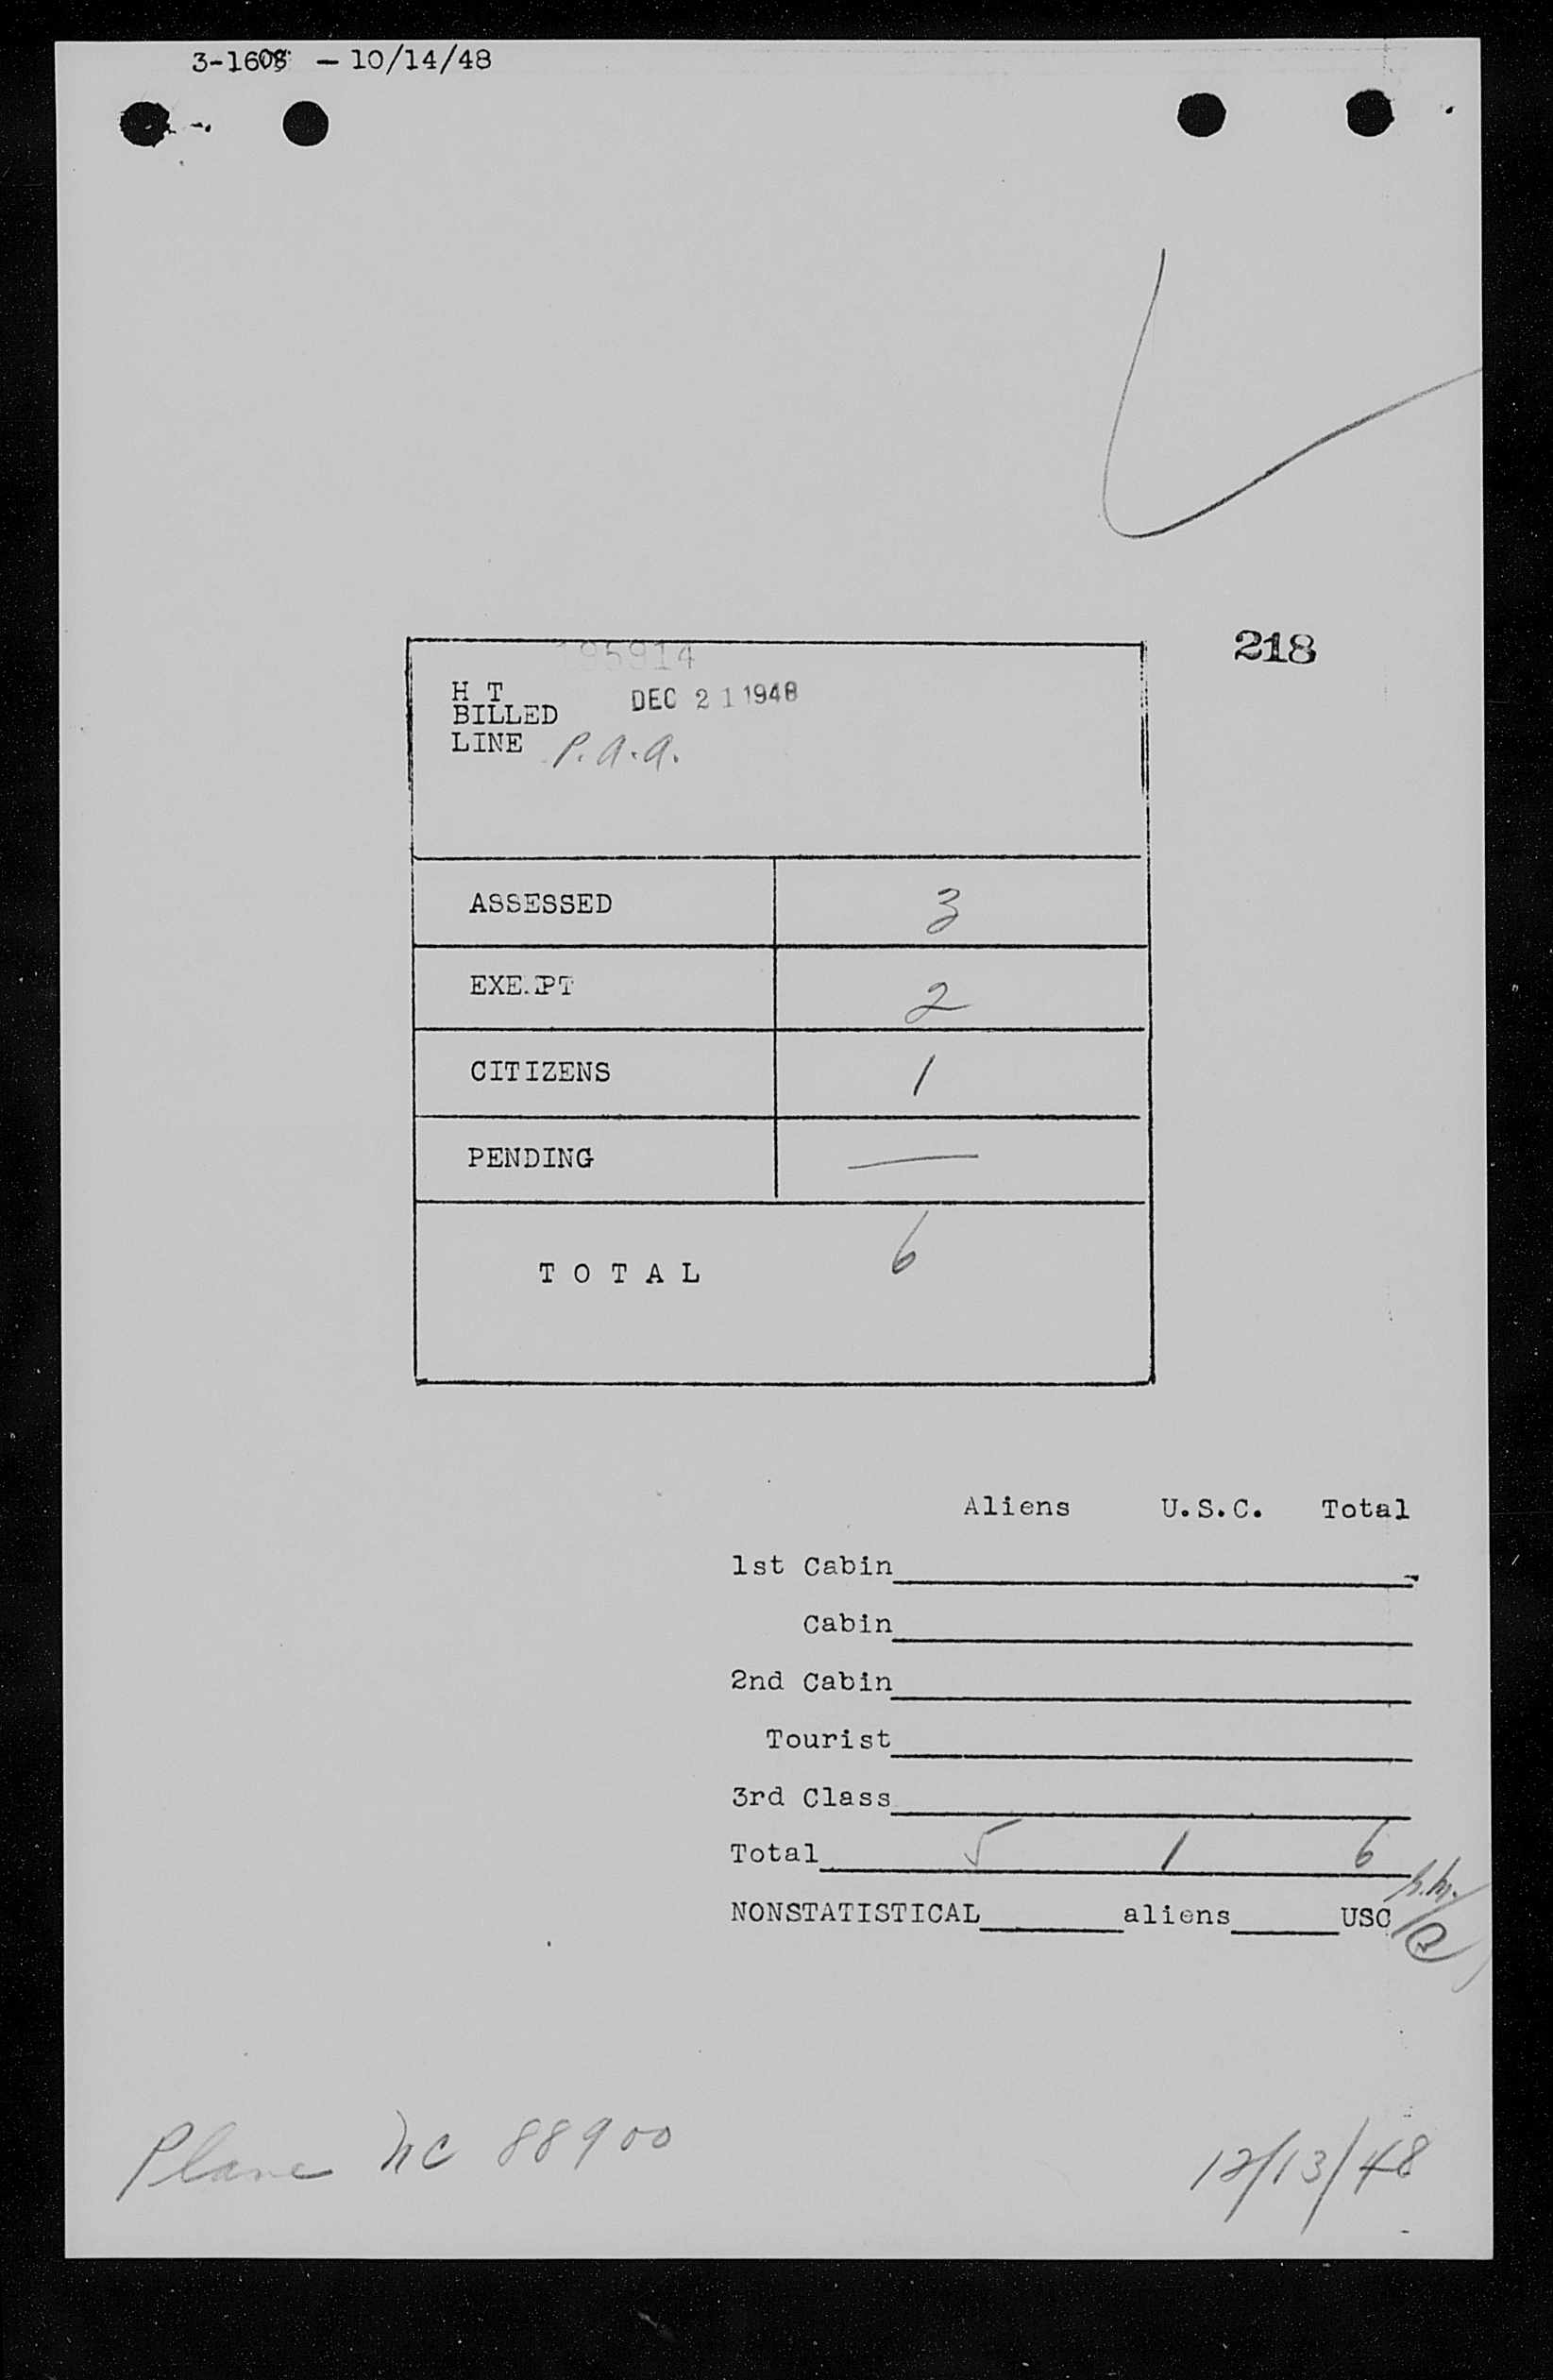 3-1608 - 10/14/48
218
95914
H T
BILLED DEC 21 1948
LINE P.A.A.
ASSESSED 3
EXEMPT 2
CITIZENS 1
PENDING —
TOTAL 6
Aliens U.S.C. Total
1st Cabin
Cabin
2nd Cabin
Tourist
3rd Class
Total 5 1 6
NONSTATISTICAL aliens USC
Plane NC 88900
12/13/48